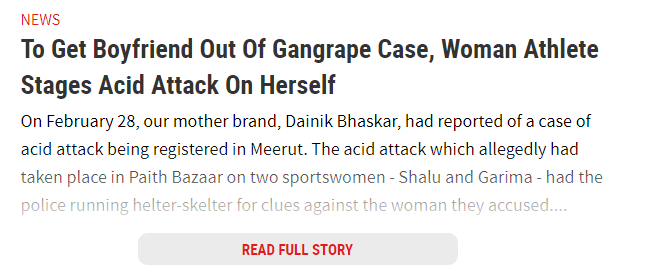 NEWS
To Get Boyfriend Out Of Gangrape Case, Woman Athlete
Stages Acid Attack On Herself
On February 28, our mother brand, Dainik Bhaskar, had reported of a case of
acid attack being registered in Meerut. The acid attack which allegedly had
taken place in Paith Bazaar on two sportswomen - Shalu and Garima - had the
police running helter-skelter for clues against the woman they accused....
READ FULL STORY